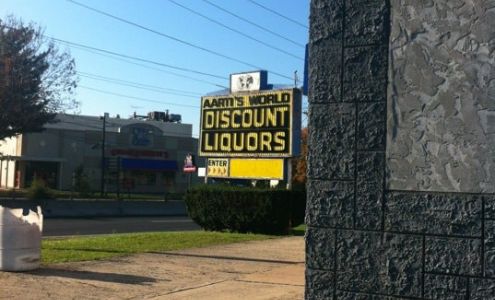 AARTI'S WORLD
DISCOUNT
LIQUORS
ENTER